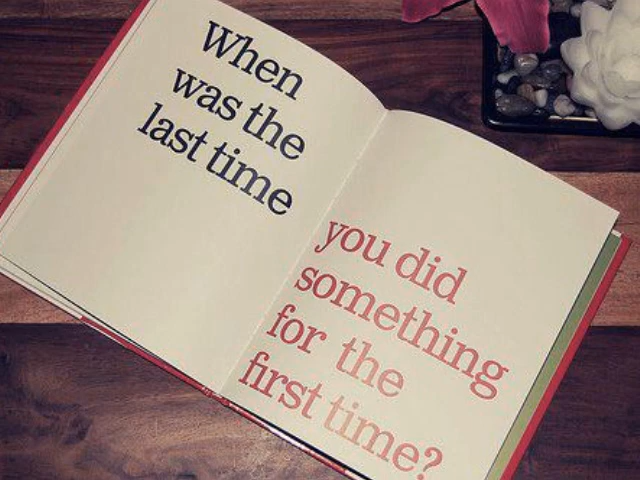 When
was the
last time
you did
something
for the
first time?